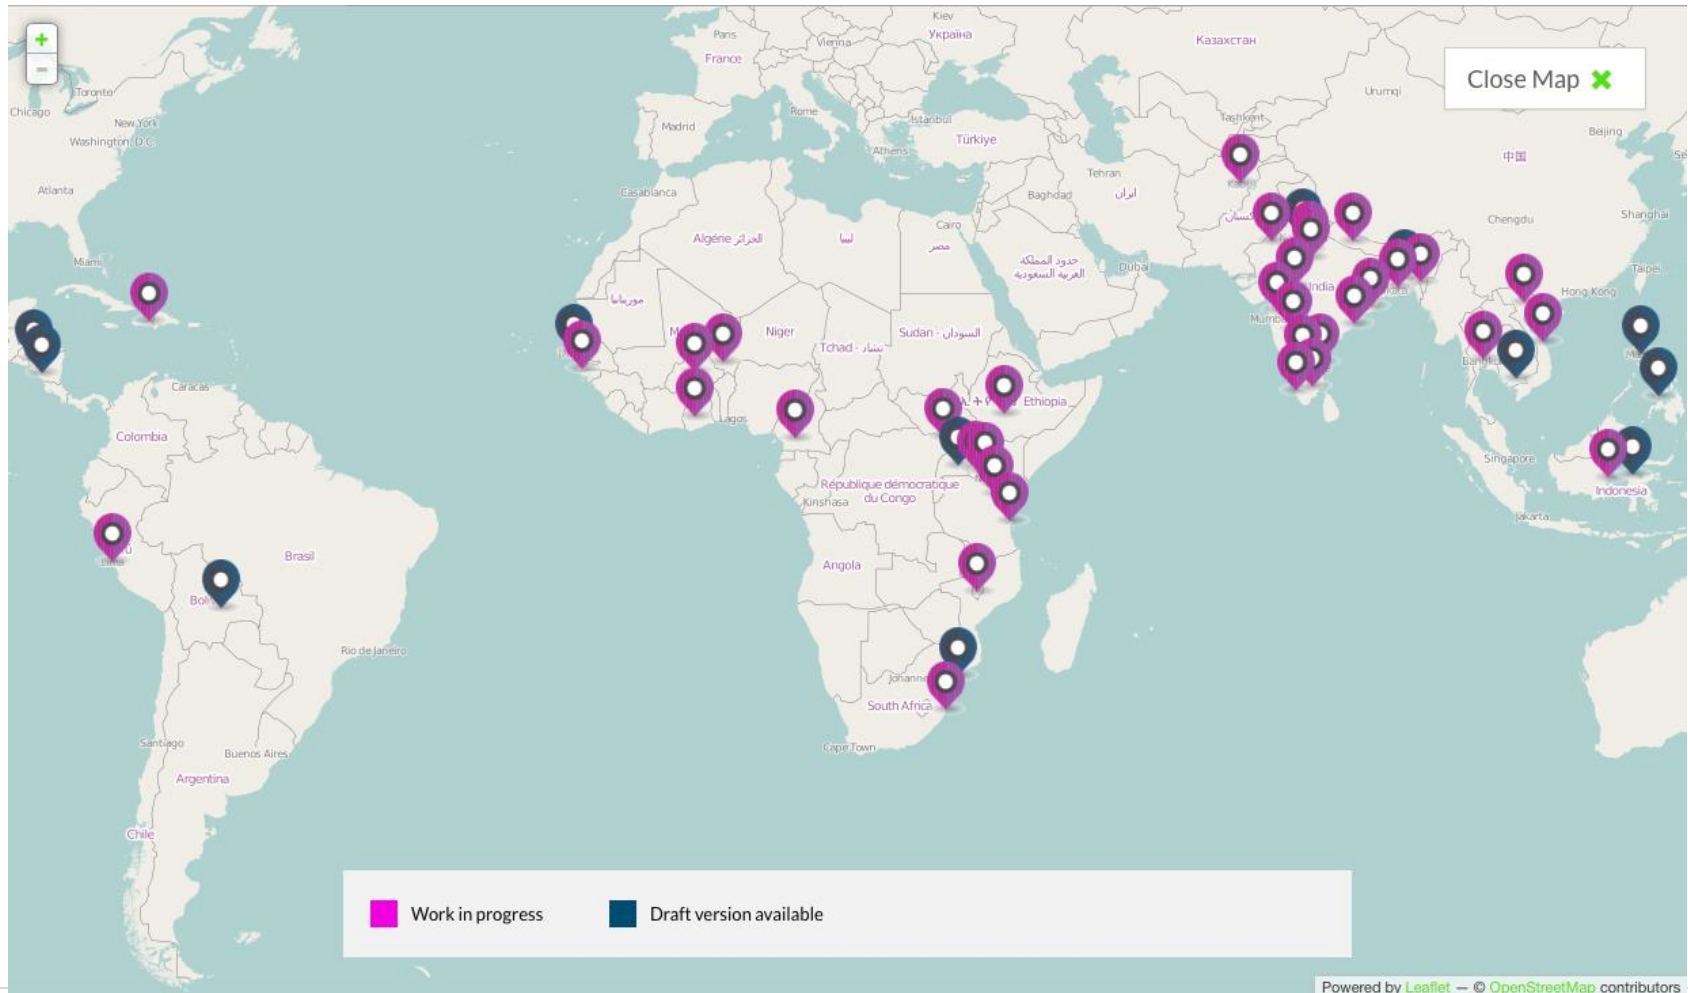 +
−
Close Map ✖
Kiev
Україна
Paris
Vienna
France
Казахстан
Urumqi
Toronto
Chicago
New York
Washington, D.C.
Madrid
Rome
Istanbul
Türkiye
Tashkent
Beijing
中国
Athens
Atlanta
Casablanca
Tehran
Baghdad
ایران
Cairo
Chengdu
Shanghai
Algérie الجزائر
ليبيا
مصر
Miami
حدود المملكة
العربية السعودية
Dubai
Taipei
موريتانيا
India
Hong Kong
Niger
Sudan - السودان
Tchad - تشاد
Caracas
Ethiopia
Lagos
Colombia
Singapore
République démocratique
du Congo
Kinshasa
Indonesia
Jakarta
Brasil
Angola
Rio de Janeiro
South Africa
Cape Town
Santiago
Buenos Aires
Argentina
Chile
Work in progress
Draft version available
Powered by Leaflet — © OpenStreetMap contributors